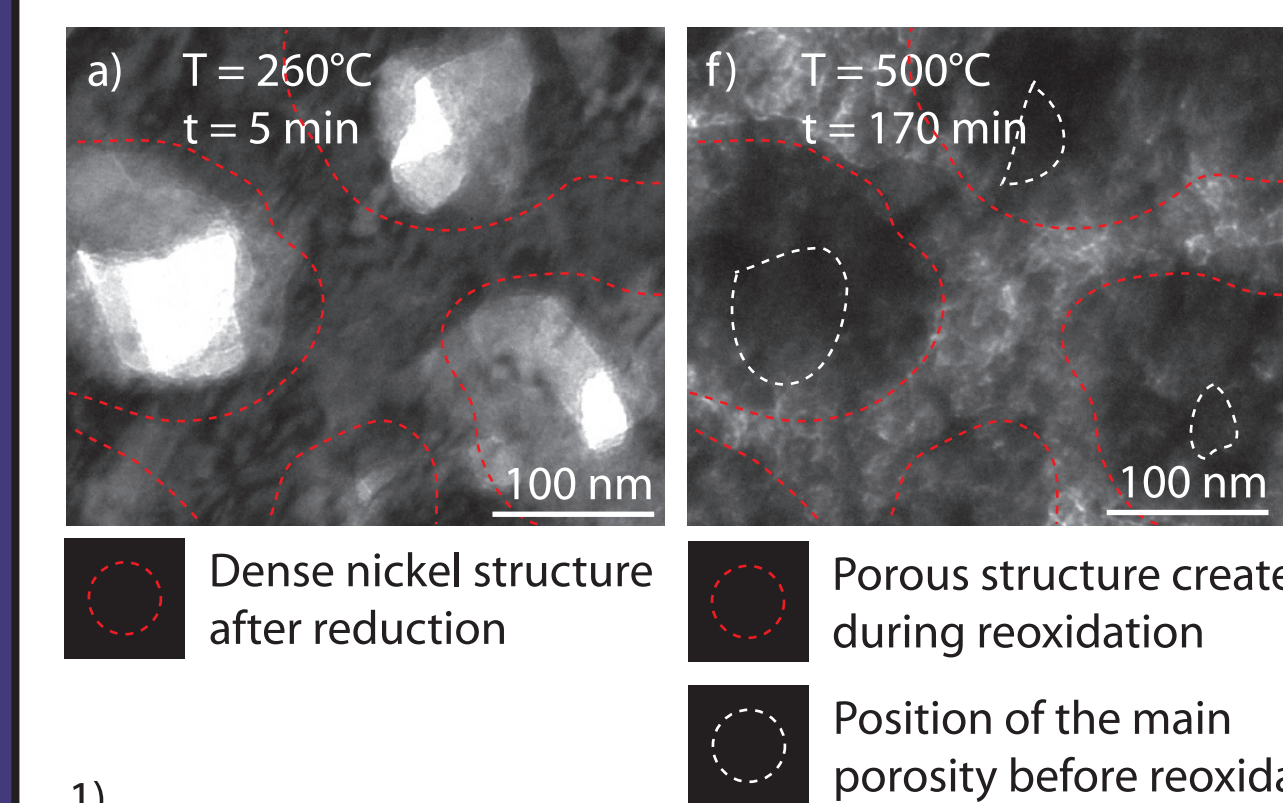 a)
T = 260°C
t = 5 min
100 nm
f)
T = 500°C
t = 170 min
100 nm
Dense nickel structure
after reduction
Porous structure create
during reoxidation
Position of the main
porosity before reoxida
1)